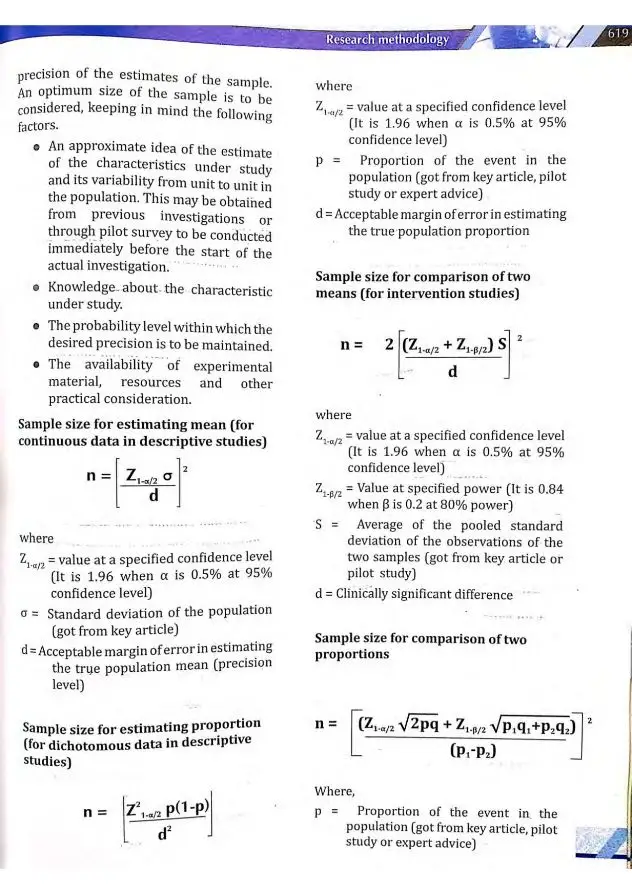 Research methodology
619
precision of the estimates of the sample.
An optimum size of the sample is to be
considered, keeping in mind the following
factors.
• An approximate idea of the estimate
of the characteristics under study
and its variability from unit to unit in
the population. This may be obtained
from previous investigations or
through pilot survey to be conducted
immediately before the start of the
actual investigation.
• Knowledge about the characteristic
under study.
• The probability level within which the
desired precision is to be maintained.
• The availability of experimental
material, resources and other
practical consideration.
Sample size for estimating mean (for
continuous data in descriptive studies)
n = [Z₁₋α/₂ σ / d]²
where
Z₁₋α/₂ = value at a specified confidence level
(It is 1.96 when α is 0.5% at 95%
confidence level)
σ = Standard deviation of the population
(got from key article)
d = Acceptable margin of error in estimating
the true population mean (precision
level)
Sample size for estimating proportion
(for dichotomous data in descriptive
studies)
n = [Z²₁₋α/₂ p(1-p) / d²]
where
Z₁₋α/₂ = value at a specified confidence level
(It is 1.96 when α is 0.5% at 95%
confidence level)
p = Proportion of the event in the
population (got from key article, pilot
study or expert advice)
d = Acceptable margin of error in estimating
the true population proportion
Sample size for comparison of two
means (for intervention studies)
n = 2 [(Z₁₋α/₂ + Z₁₋β/₂) S / d]²
where
Z₁₋α/₂ = value at a specified confidence level
(It is 1.96 when α is 0.5% at 95%
confidence level)
Z₁₋β/₂ = Value at specified power (It is 0.84
when β is 0.2 at 80% power)
S = Average of the pooled standard
deviation of the observations of the
two samples (got from key article or
pilot study)
d = Clinically significant difference
Sample size for comparison of two
proportions
n = [(Z₁₋α/₂ √2pq + Z₁₋β/₂ √p₁q₁+p₂q₂) / (p₁-p₂)]²
Where,
p = Proportion of the event in the
population (got from key article, pilot
study or expert advice)